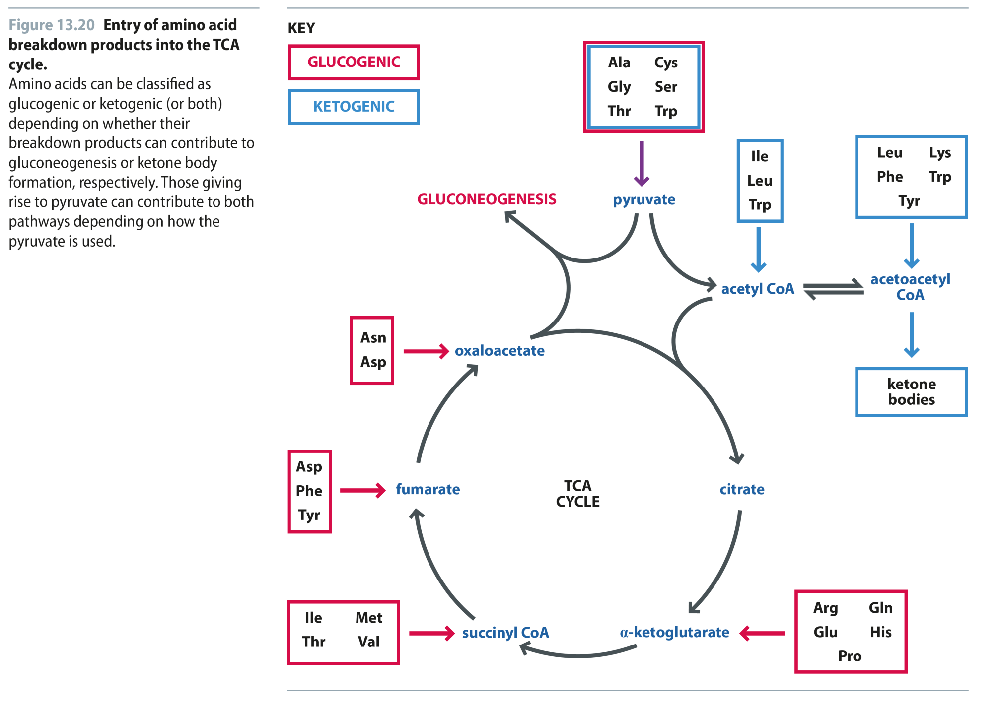 Figure 13.20 Entry of amino acid
breakdown products into the TCA
cycle.
Amino acids can be classified as
glucogenic or ketogenic (or both)
depending on whether their
breakdown products can contribute to
gluconeogenesis or ketone body
formation, respectively. Those giving
rise to pyruvate can contribute to both
pathways depending on how the
pyruvate is used.
KEY
GLUCOGENIC
KETOGENIC
Ala Cys
Gly Ser
Thr Trp
Ile
Leu
Trp
Leu Lys
Phe Trp
Tyr
GLUCONEOGENESIS
pyruvate
acetyl CoA
acetoacetyl
CoA
Asn
Asp
oxaloacetate
ketone
bodies
Asp
Phe
Tyr
fumarate
TCA
CYCLE
citrate
Ile Met
Thr Val
succinyl CoA
α-ketoglutarate
Arg Gln
Glu His
Pro